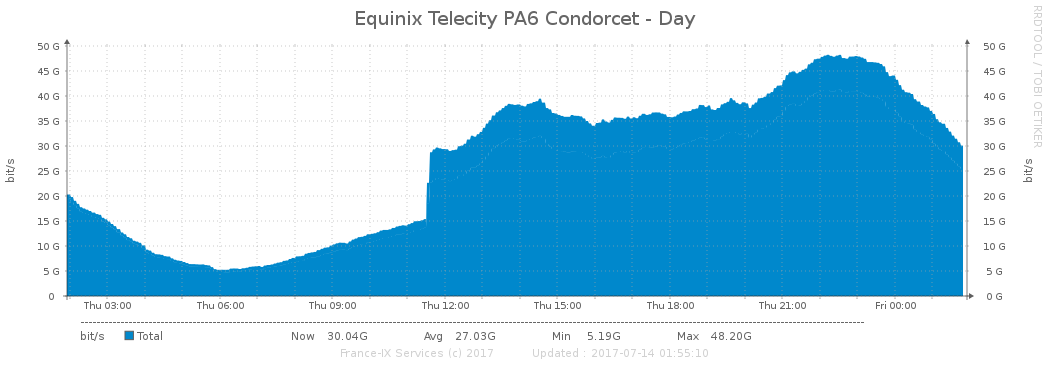 Equinix Telecity PA6 Condorcet - Day
RRDTOOL / TOBI OETIKER
50 G 50 G
45 G 45 G
40 G 40 G
35 G 35 G
30 G 30 G
25 G 25 G
20 G 20 G
15 G 15 G
10 G 10 G
5 G 5 G
0 0 G
bit/s bit/s
Thu 03:00 Thu 06:00 Thu 09:00 Thu 12:00 Thu 15:00 Thu 18:00 Thu 21:00 Fri 00:00
bit/s Total Now 30.04G Avg 27.03G Min 5.19G Max 48.20G
France-IX Services (c) 2017 Updated : 2017-07-14 01:55:10